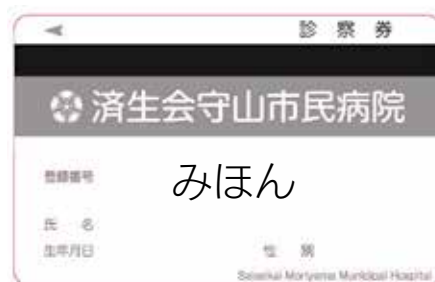 診察券
済生会守山市民病院
登録番号
みほん
氏名
生年月日 性別
Saiseikai Moriyama Municipal Hospital